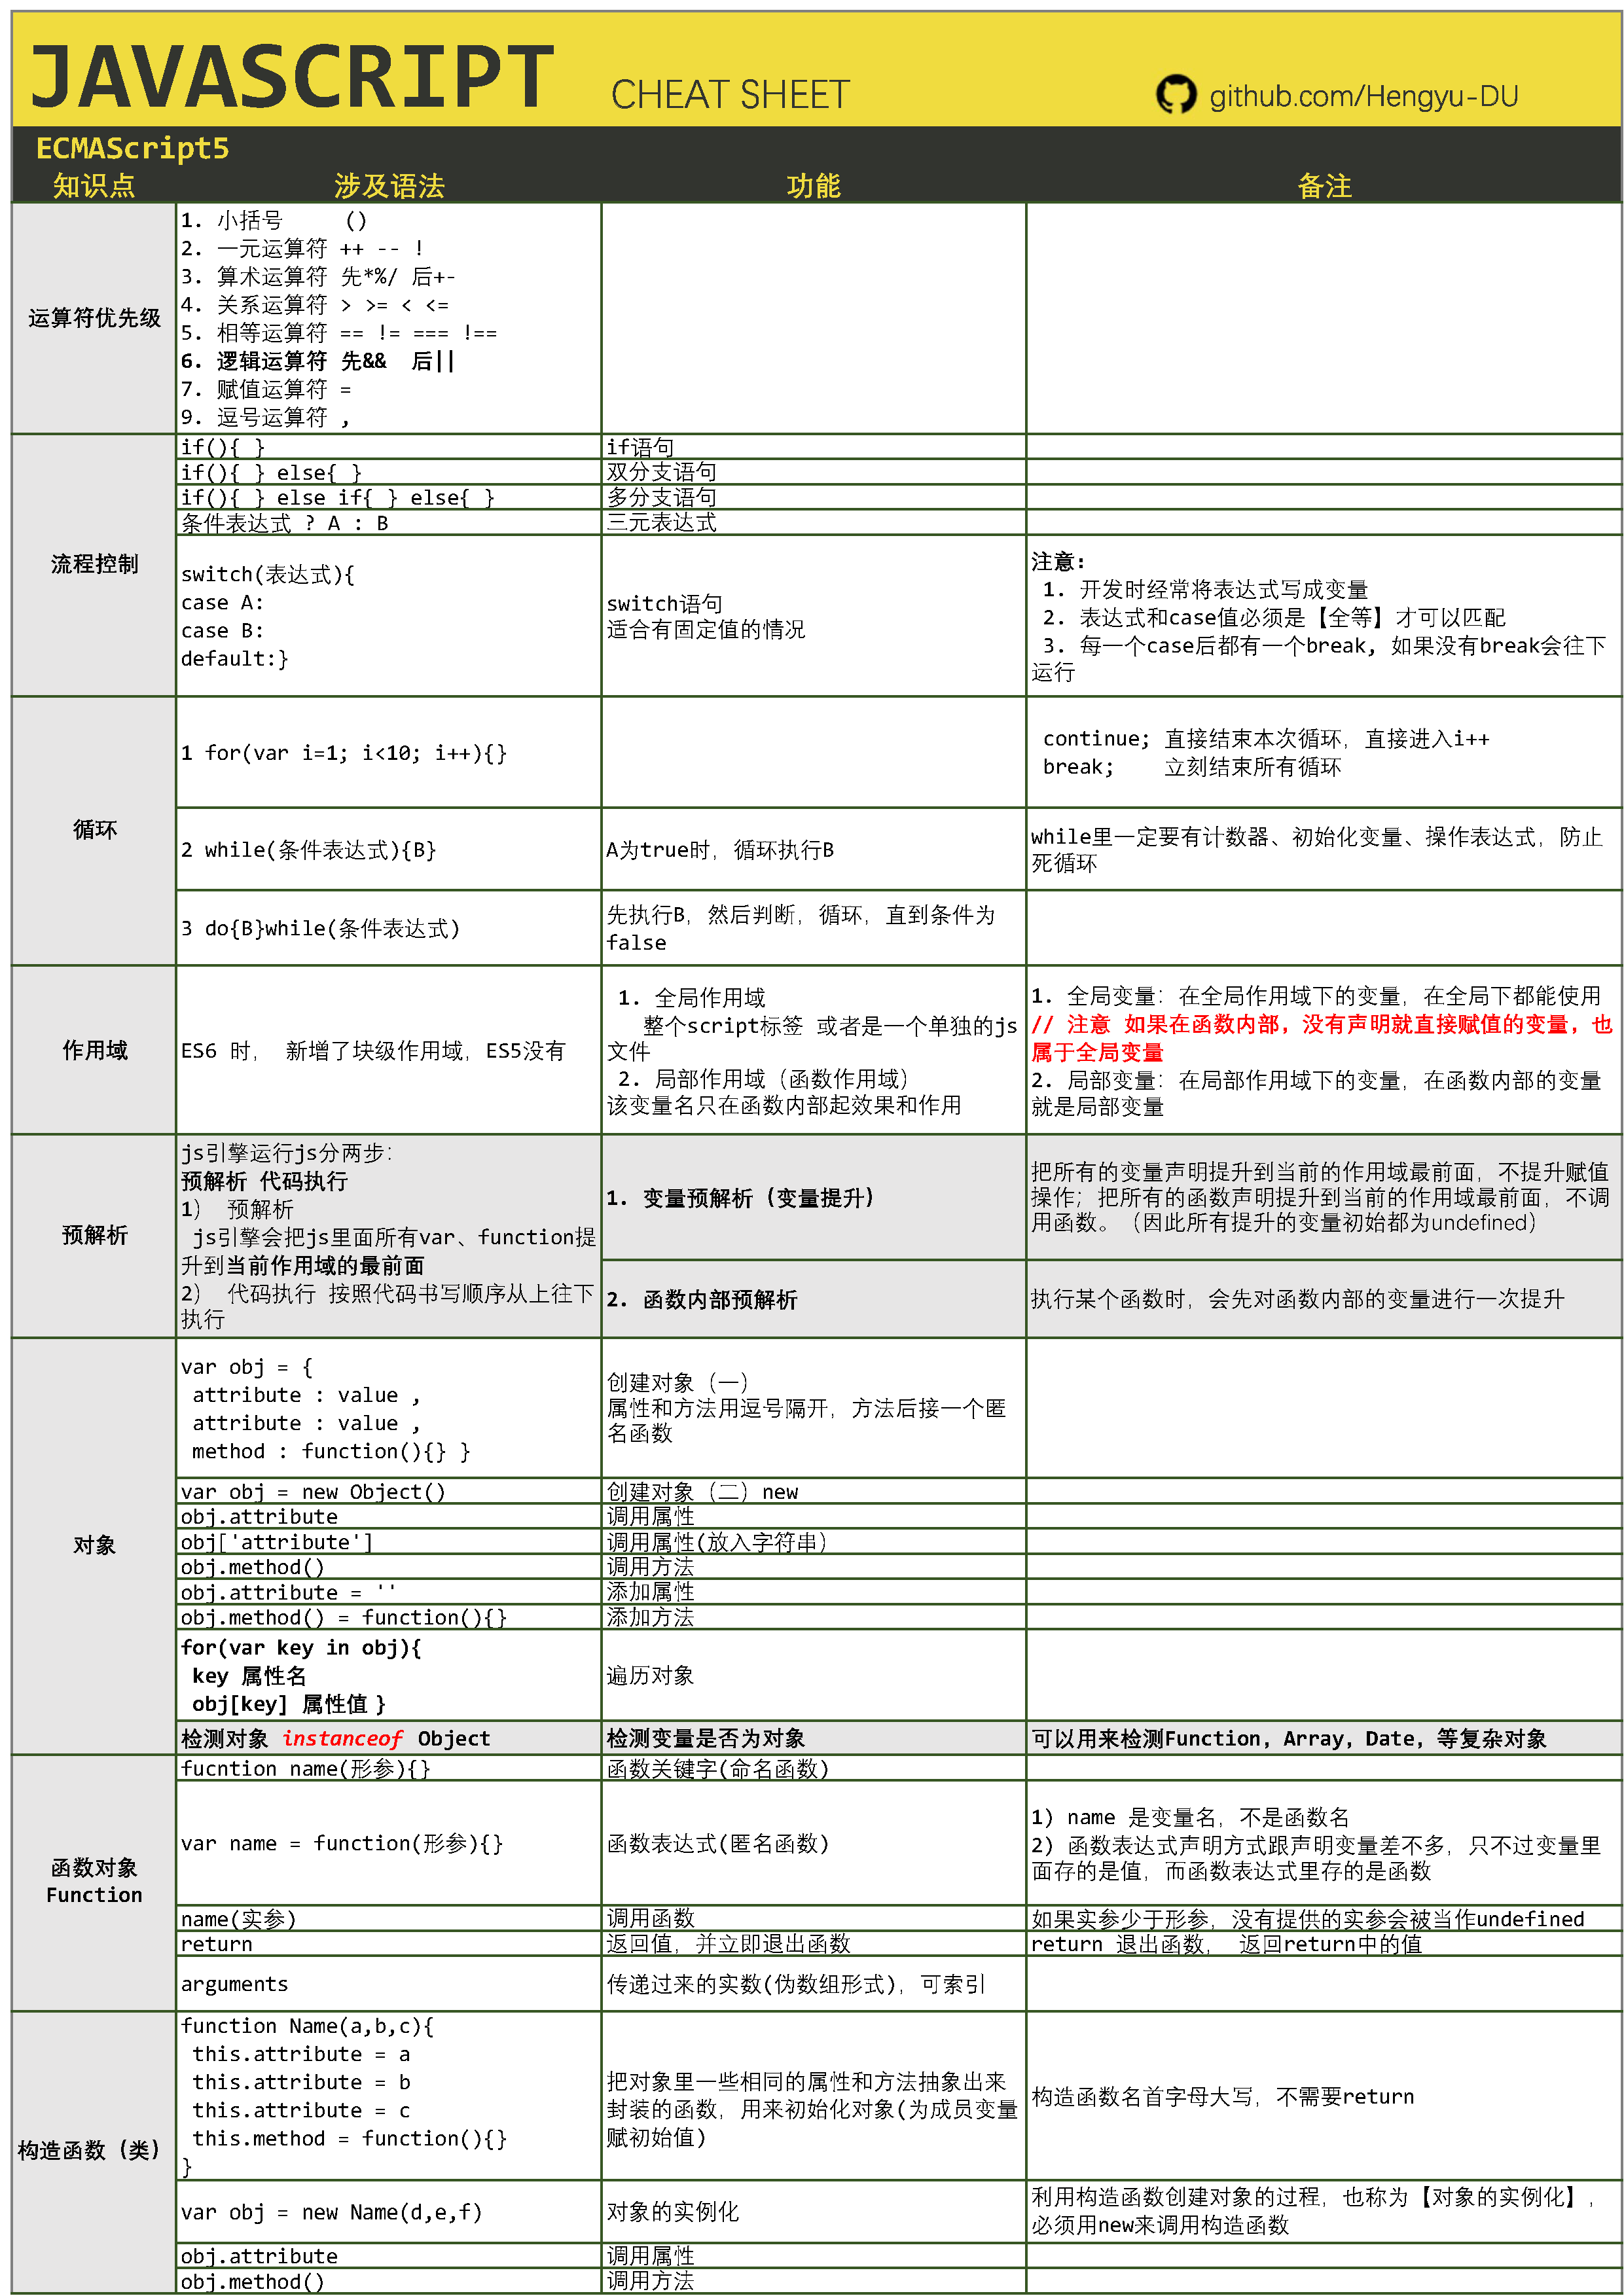 JAVASCRIPT CHEAT SHEET github.com/Hengyu-DU
ECMAScript5
知识点 涉及语法 功能 备注
运算符优先级
1. 小括号 ()
2. 一元运算符 ++ -- !
3. 算术运算符 先*%/ 后+-
4. 关系运算符 > >= < <=
5. 相等运算符 == != === !==
6. 逻辑运算符 先&& 后||
7. 赋值运算符 =
9. 逗号运算符 ,
流程控制
if(){ } if语句
if(){ } else{ } 双分支语句
if(){ } else if{ } else{ } 多分支语句
条件表达式 ? A : B 三元表达式
switch(表达式){
case A:
case B:
default:}
switch语句
适合有固定值的情况
注意:
1. 开发时经常将表达式写成变量
2. 表达式和case值必须是【全等】才可以匹配
3. 每一个case后都有一个break, 如果没有break会往下
运行
循环
1 for(var i=1; i<10; i++){}
continue; 直接结束本次循环，直接进入i++
break; 立刻结束所有循环
2 while(条件表达式){B} A为true时，循环执行B
while里一定要有计数器、初始化变量、操作表达式，防止
死循环
3 do{B}while(条件表达式)
先执行B，然后判断，循环，直到条件为
false
作用域
ES6 时， 新增了块级作用域，ES5没有
1. 全局作用域
整个script标签 或者是一个单独的js
文件
2. 局部作用域（函数作用域）
该变量名只在函数内部起效果和作用
1. 全局变量：在全局作用域下的变量，在全局下都能使用
// 注意 如果在函数内部，没有声明就直接赋值的变量，也
属于全局变量
2. 局部变量：在局部作用域下的变量，在函数内部的变量
就是局部变量
预解析
js引擎运行js分两步：
预解析 代码执行
1） 预解析
js引擎会把js里面所有var、function提
升到当前作用域的最前面
2） 代码执行 按照代码书写顺序从上往下
执行
1. 变量预解析（变量提升）
把所有的变量声明提升到当前的作用域最前面，不提升赋值
操作；把所有的函数声明提升到当前的作用域最前面，不调
用函数。（因此所有提升的变量初始都为undefined）
2. 函数内部预解析 执行某个函数时，会先对函数内部的变量进行一次提升
对象
var obj = {
attribute : value ,
attribute : value ,
method : function(){} }
创建对象（一）
属性和方法用逗号隔开，方法后接一个匿
名函数
var obj = new Object() 创建对象（二）new
obj.attribute 调用属性
obj['attribute'] 调用属性(放入字符串）
obj.method() 调用方法
obj.attribute = '' 添加属性
obj.method() = function(){} 添加方法
for(var key in obj){
key 属性名
obj[key] 属性值 }
遍历对象
检测对象 instanceof Object 检测变量是否为对象 可以用来检测Function，Array，Date，等复杂对象
函数对象
Function
fucntion name(形参){} 函数关键字(命名函数)
var name = function(形参){} 函数表达式(匿名函数)
1) name 是变量名，不是函数名
2) 函数表达式声明方式跟声明变量差不多，只不过变量里
面存的是值，而函数表达式里存的是函数
name(实参) 调用函数 如果实参少于形参，没有提供的实参会被当作undefined
return 返回值，并立即退出函数 return 退出函数， 返回return中的值
arguments 传递过来的实数(伪数组形式)，可索引
构造函数（类）
function Name(a,b,c){
this.attribute = a
this.attribute = b
this.attribute = c
this.method = function(){}
}
把对象里一些相同的属性和方法抽象出来
封装的函数，用来初始化对象(为成员变量
赋初始值)
构造函数名首字母大写，不需要return
var obj = new Name(d,e,f) 对象的实例化
利用构造函数创建对象的过程，也称为【对象的实例化】，
必须用new来调用构造函数
obj.attribute 调用属性
obj.method() 调用方法